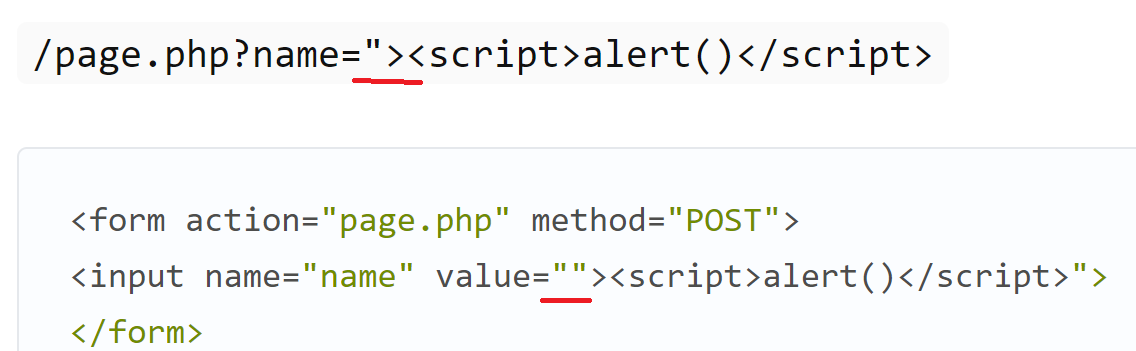 /page.php?name="><script>alert()</script>
<form action="page.php" method="POST">
<input name="name" value=""><script>alert()</script>">
</form>